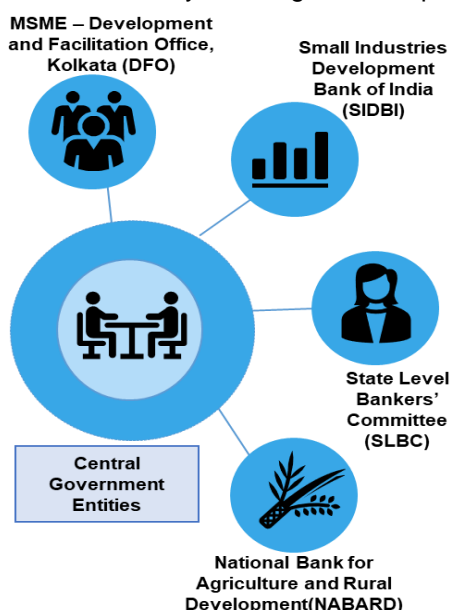 MSME – Development
and Facilitation Office,
Kolkata (DFO)
Small Industries
Development
Bank of India
(SIDBI)
State Level
Bankers’
Committee
(SLBC)
Central
Government
Entities
National Bank for
Agriculture and Rural
Development(NABARD)